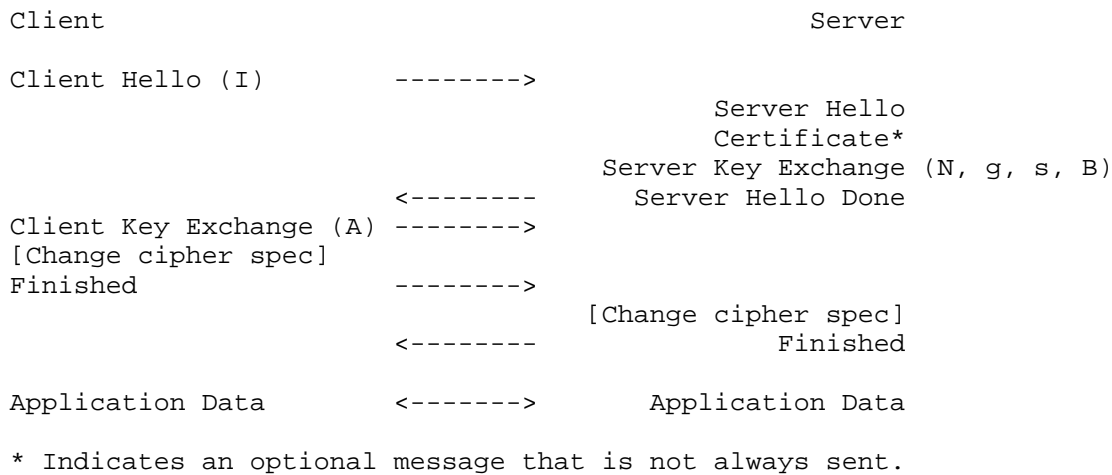 Client                                        Server

Client Hello (I)        -------->
                                            Server Hello
                                            Certificate*
                                     Server Key Exchange (N, g, s, B)
                        <--------      Server Hello Done
Client Key Exchange (A) -------->
[Change cipher spec]
Finished                -------->
                                    [Change cipher spec]
                        <--------               Finished

Application Data        <------->       Application Data

* Indicates an optional message that is not always sent.